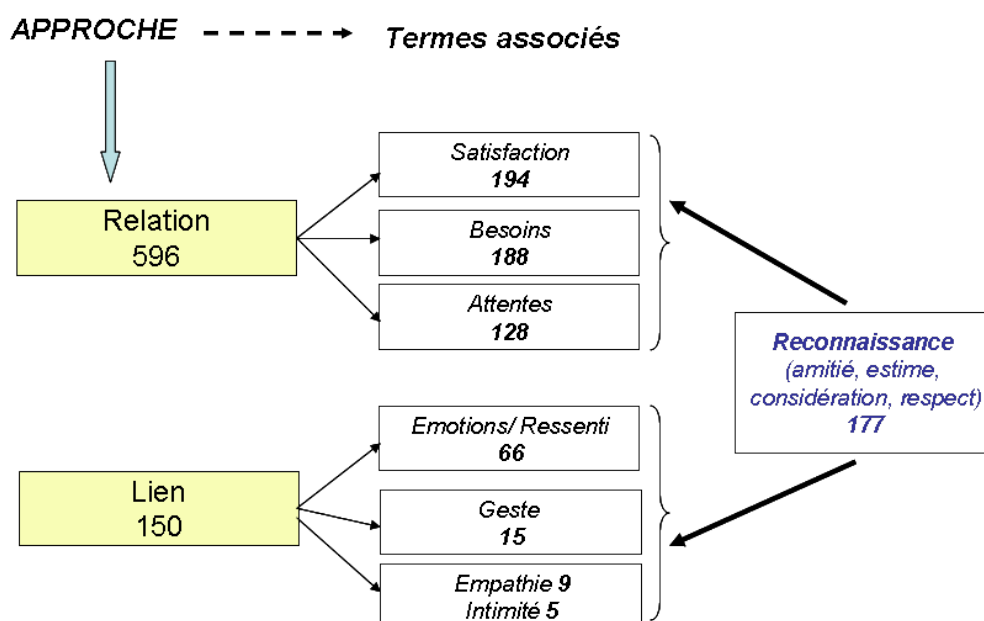 APPROCHE
Termes associés
Relation
596
Satisfaction
194
Besoins
188
Attentes
128
Reconnaissance
(amitié, estime,
considération, respect)
177
Lien
150
Emotions/ Ressenti
66
Geste
15
Empathie 9
Intimité 5